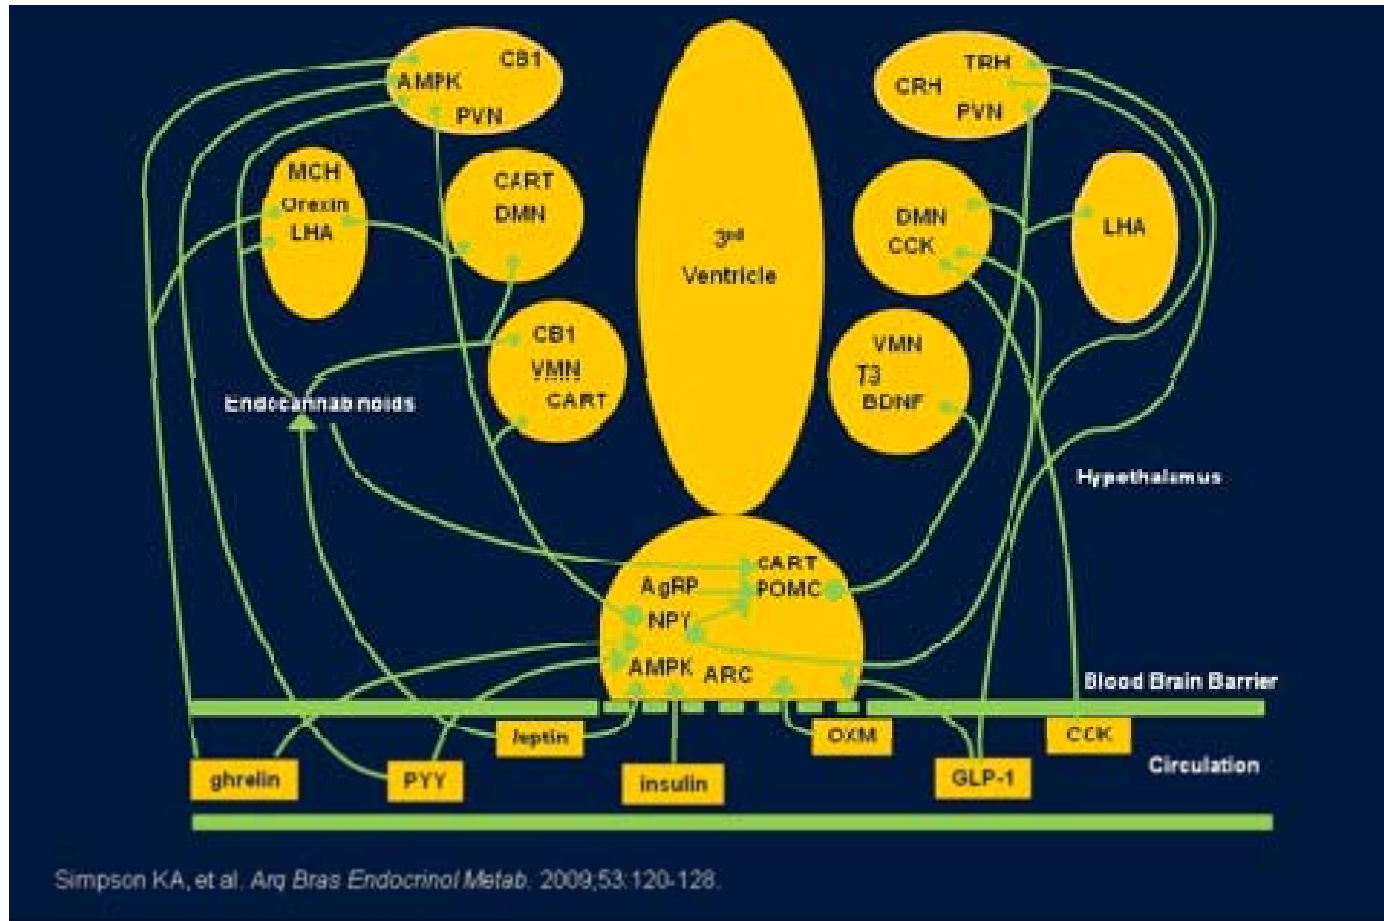 CB1
AMPK
PVN
TRH
CRH
PVN
MCH
Orexin
LHA
CART
DMN
3rd
Ventricle
DMN
CCK
LHA
CB1
VMN
CART
VMN
T3
BDNF
Endocannabinoids
Hypothalamus
CART
AgRP
POMC
NPY
AMPK
ARC
Blood Brain Barrier
leptin
OXM
CCK
Circulation
ghrelin
PYY
insulin
GLP-1
Simpson KA, et al. Arq Bras Endocrinol Metab. 2009;53:120-128.